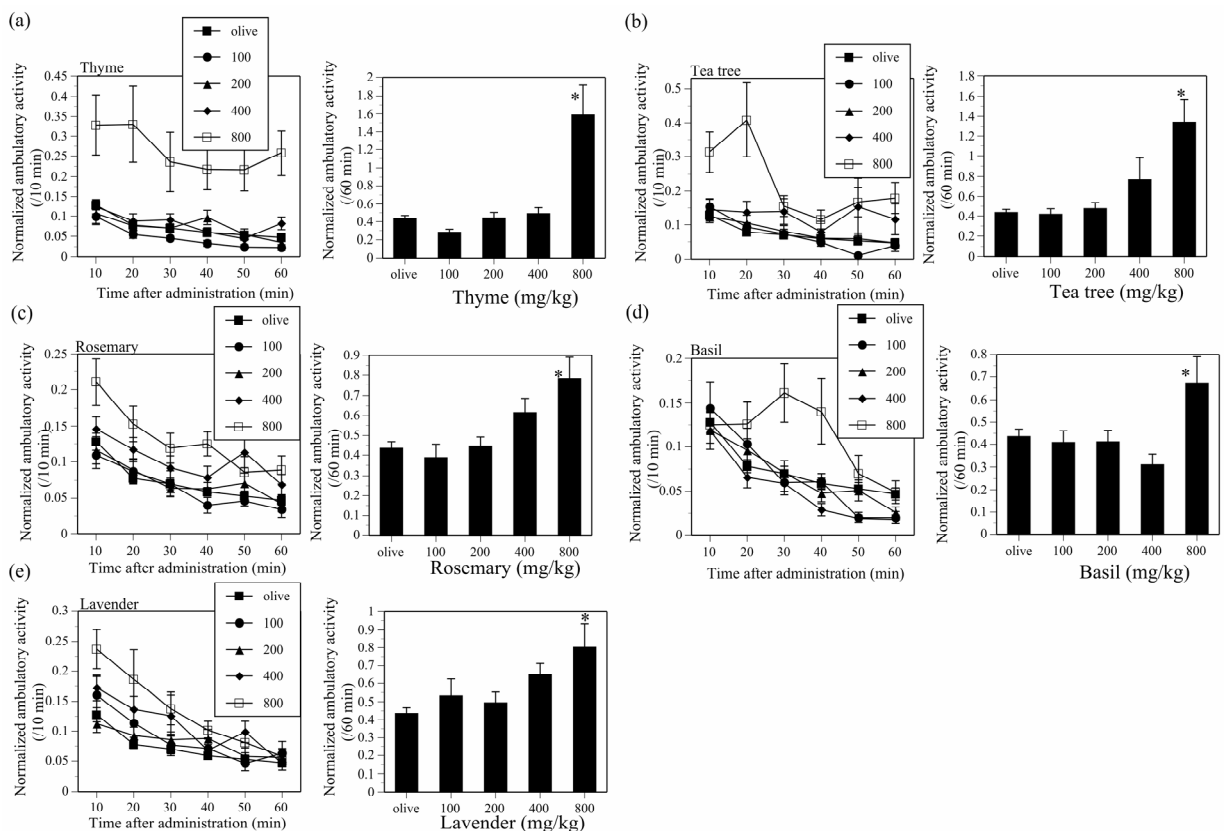 (a)
Thyme
olive
100
200
400
800
Normalized ambulatory activity
(/10 min)
0.45
0.4
0.35
0.3
0.25
0.2
0.15
0.1
0.05
0
10 20 30 40 50 60
Time after administration (min)
Normalized ambulatory activity
(/60 min)
2
1.8
1.6
1.4
1.2
1
0.8
0.6
0.4
0.2
0
*
olive 100 200 400 800
Thyme (mg/kg)
(b)
Tea tree
olive
100
200
400
800
Normalized ambulatory activity
(/10 min)
0.5
0.4
0.3
0.2
0.1
0
10 20 30 40 50 60
Time after administration (min)
Normalized ambulatory activity
(/60 min)
1.8
1.6
1.4
1.2
1
0.8
0.6
0.4
0.2
0
*
olive 100 200 400 800
Tea tree (mg/kg)
(c)
Rosemary
olive
100
200
400
800
Normalized ambulatory activity
(/10 min)
0.25
0.2
0.15
0.1
0.05
0
10 20 30 40 50 60
Time after administration (min)
Normalized ambulatory activity
(/60 min)
0.9
0.8
0.7
0.6
0.5
0.4
0.3
0.2
0.1
0
*
olive 100 200 400 800
Rosemary (mg/kg)
(d)
Basil
olive
100
200
400
800
Normalized ambulatory activity
(/10 min)
0.2
0.15
0.1
0.05
0
10 20 30 40 50 60
Time after administration (min)
Normalized ambulatory activity
(/60 min)
0.8
0.7
0.6
0.5
0.4
0.3
0.2
0.1
0
*
olive 100 200 400 800
Basil (mg/kg)
(e)
Lavender
olive
100
200
400
800
Normalized ambulatory activity
(/10 min)
0.3
0.25
0.2
0.15
0.1
0.05
0
10 20 30 40 50 60
Time after administration (min)
Normalized ambulatory activity
(/60 min)
1
0.8
0.6
0.4
0.2
0
*
olive 100 200 400 800
Lavender (mg/kg)